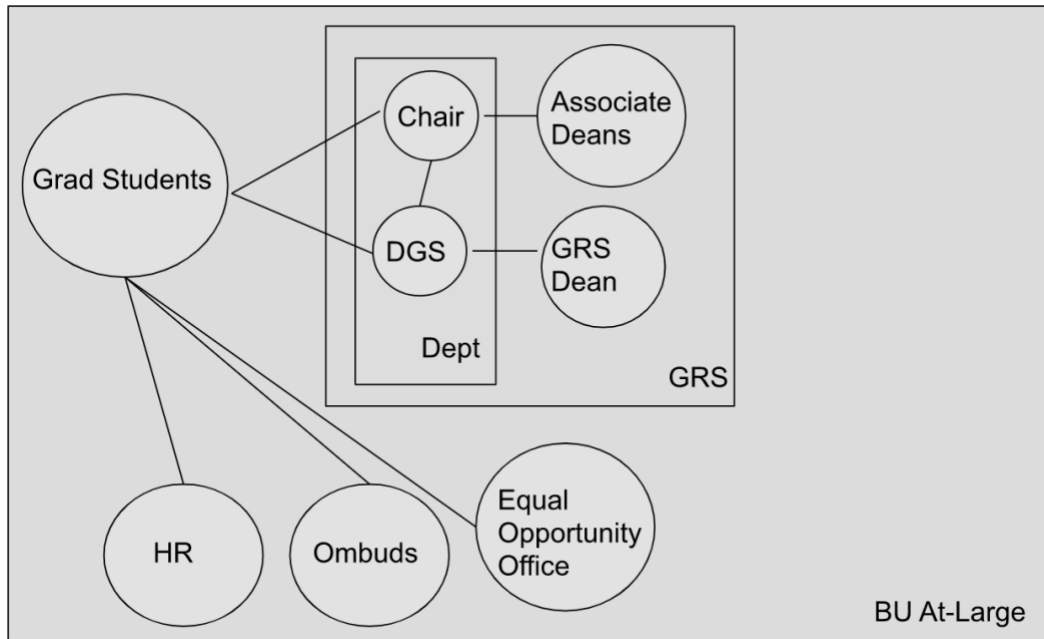 Grad Students
Chair
Associate
Deans
DGS
GRS
Dean
Dept
GRS
HR
Ombuds
Equal
Opportunity
Office
BU At-Large